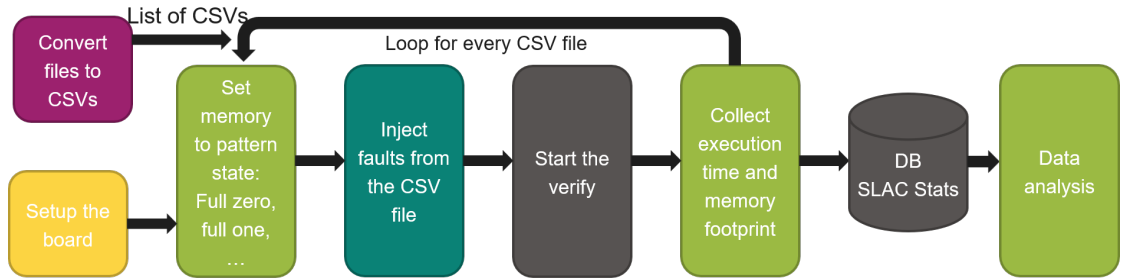 List of CSVs
Convert
files to
CSVs
Loop for every CSV file
Setup the
board
Set
memory
to pattern
state:
Full zero,
full one,
…
Inject
faults from
the CSV
file
Start the
verify
Collect
execution
time and
memory
footprint
DB
SLAC Stats
Data
analysis